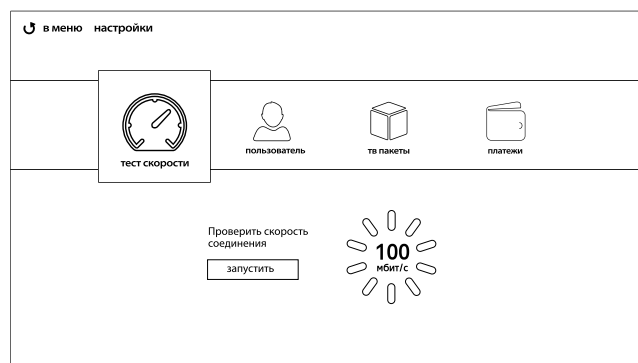 в меню настройки
тест скорости
пользователь
тв пакеты
платежи
Проверить скорость
соединения
запустить
100
мбит/с